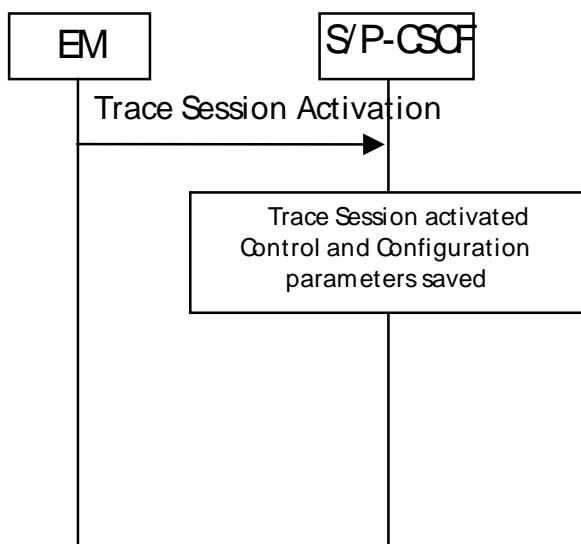 EM
S/P-CSCF
Trace Session Activation
Trace Session activated
Control and Configuration
parameters saved